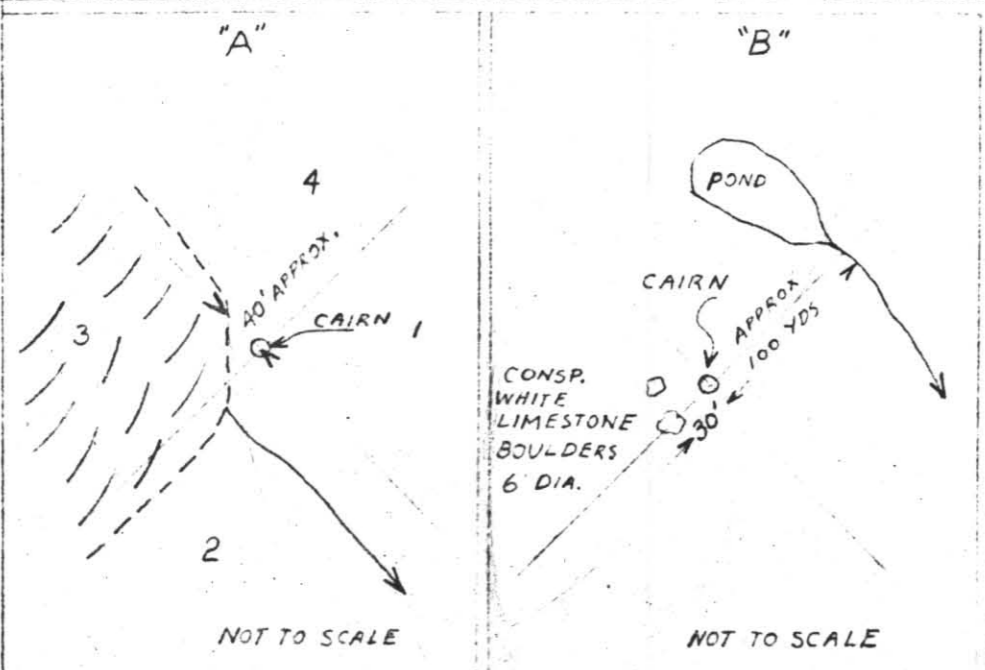 "A"
4
40' APPROX.
3
CAIRN
1
2
NOT TO SCALE
"B"
POND
CAIRN
APPROX
100 YDS
CONSP.
WHITE
LIMESTONE
BOULDERS
6' DIA.
30'
NOT TO SCALE